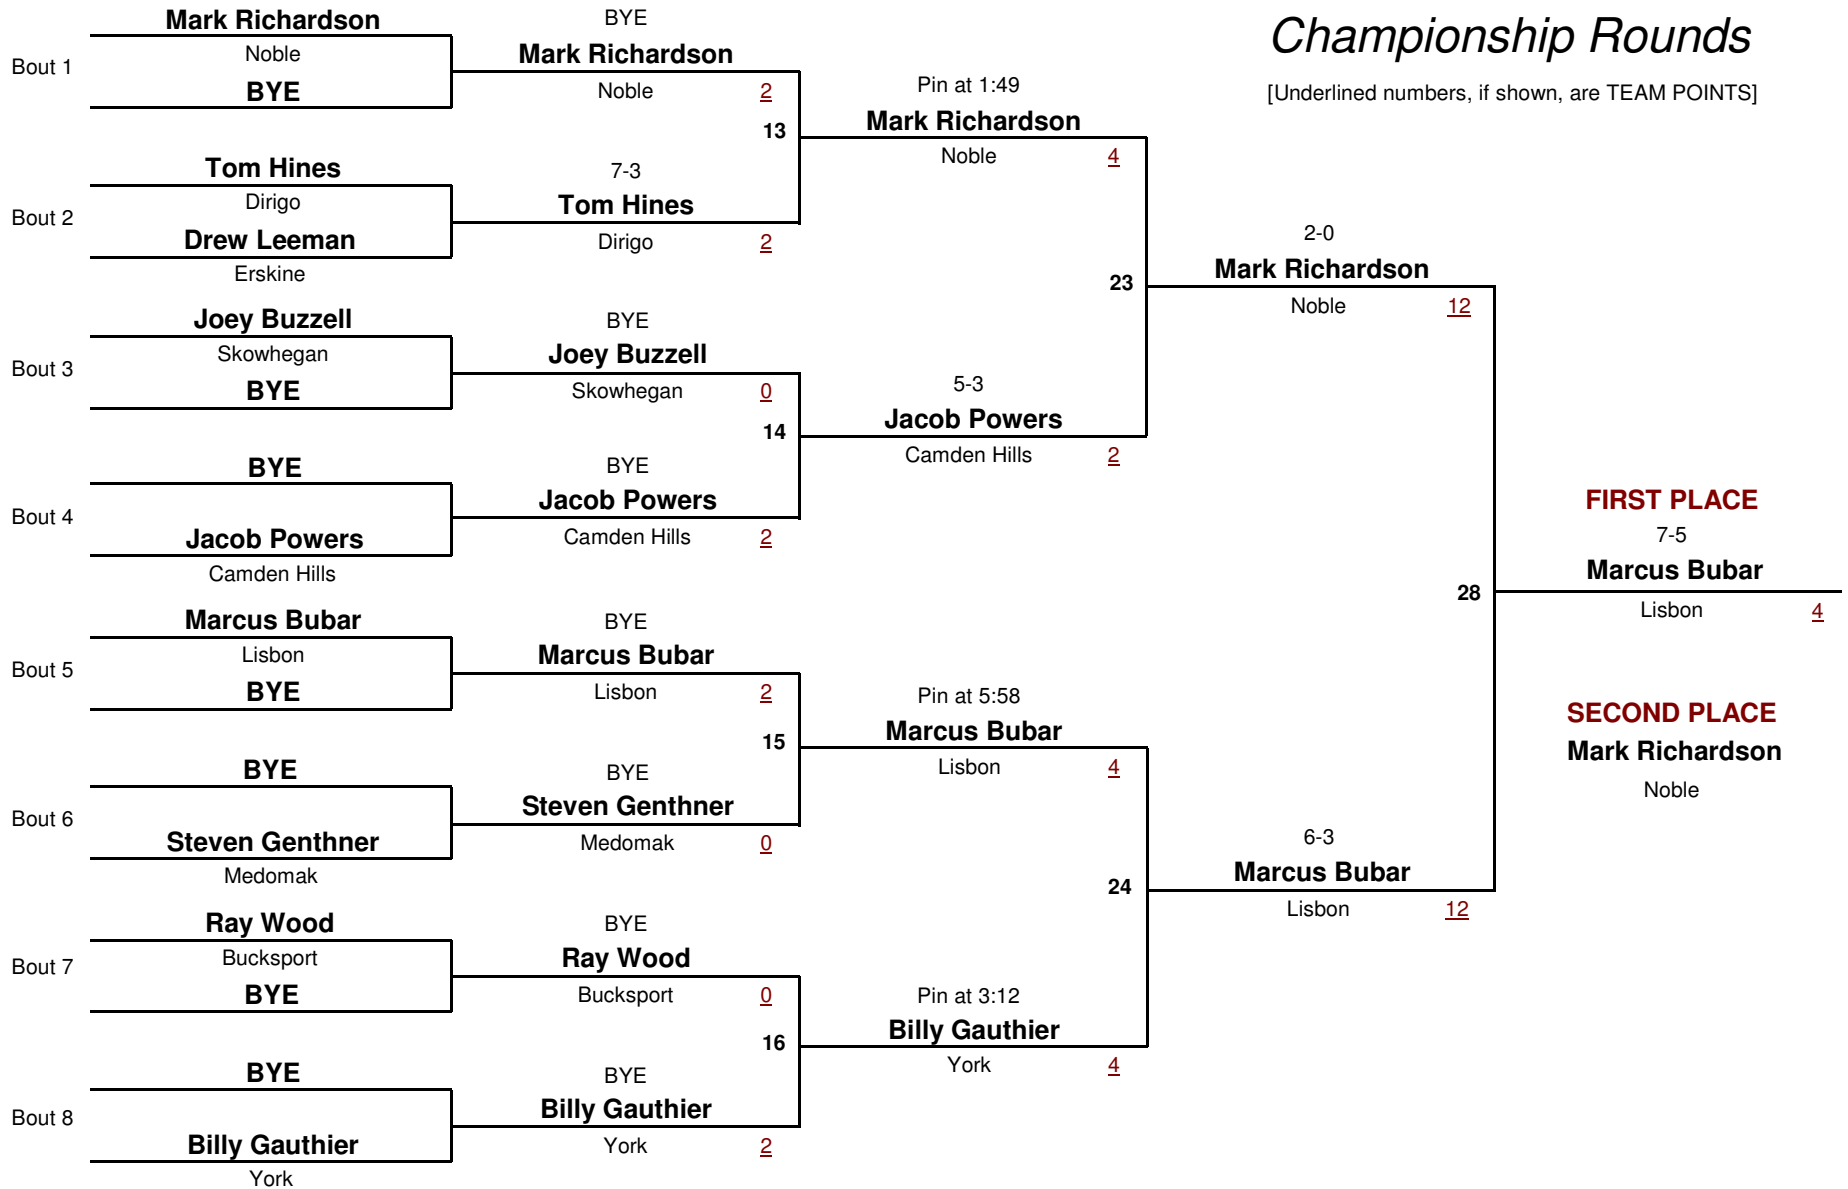 Championship Rounds
[Underlined numbers, if shown, are TEAM POINTS]
Bout 1
Mark Richardson
Noble
BYE
Bout 2
Tom Hines
Dirigo
Drew Leeman
Erskine
Bout 3
Joey Buzzell
Skowhegan
BYE
Bout 4
BYE
Jacob Powers
Camden Hills
Bout 5
Marcus Bubar
Lisbon
BYE
Bout 6
BYE
Steven Genthner
Medomak
Bout 7
Ray Wood
Bucksport
BYE
Bout 8
BYE
Billy Gauthier
York
BYE
Mark Richardson
Noble 2
13
7-3
Tom Hines
Dirigo 2
BYE
Joey Buzzell
Skowhegan 0
14
BYE
Jacob Powers
Camden Hills 2
BYE
Marcus Bubar
Lisbon 2
15
BYE
Steven Genthner
Medomak 0
BYE
Ray Wood
Bucksport 0
16
BYE
Billy Gauthier
York 2
Pin at 1:49
Mark Richardson
Noble 4
23
5-3
Jacob Powers
Camden Hills 2
Pin at 5:58
Marcus Bubar
Lisbon 4
24
Pin at 3:12
Billy Gauthier
York 4
2-0
Mark Richardson
Noble 12
28
6-3
Marcus Bubar
Lisbon 12
FIRST PLACE
7-5
Marcus Bubar
Lisbon 4
SECOND PLACE
Mark Richardson
Noble